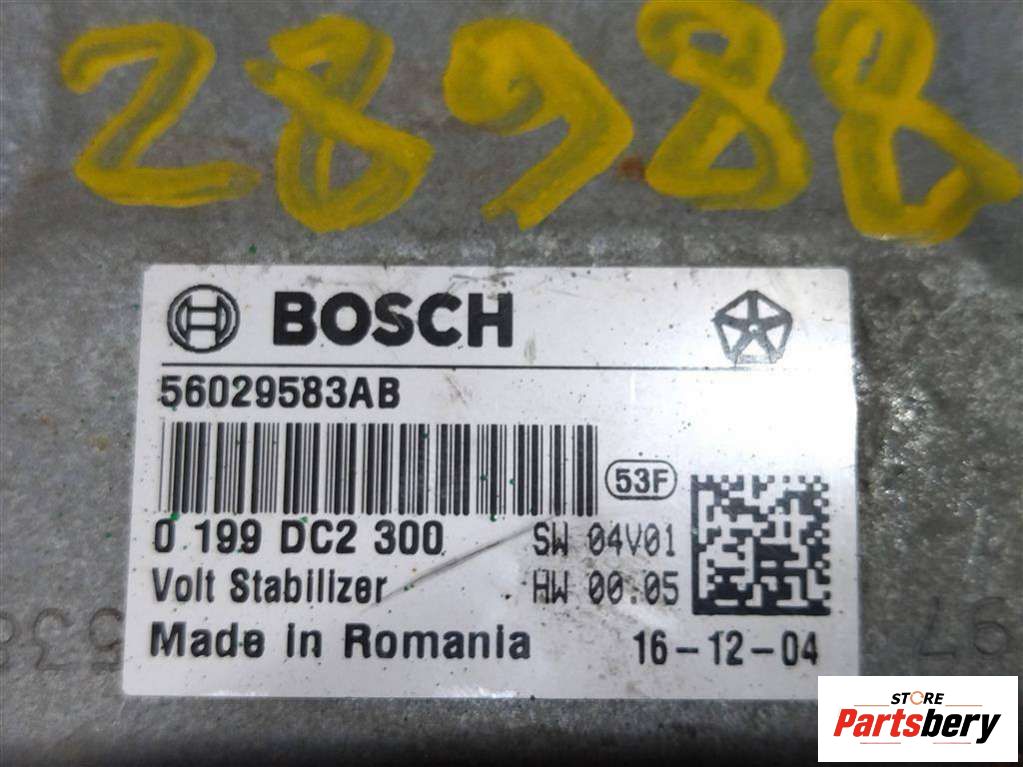 28988
BOSCH
56029583AB
53F
0 199 DC2 300 SW 04V01
Volt Stabilizer HW 00.05
Made in Romania 16-12-04
STORE
Partsbery